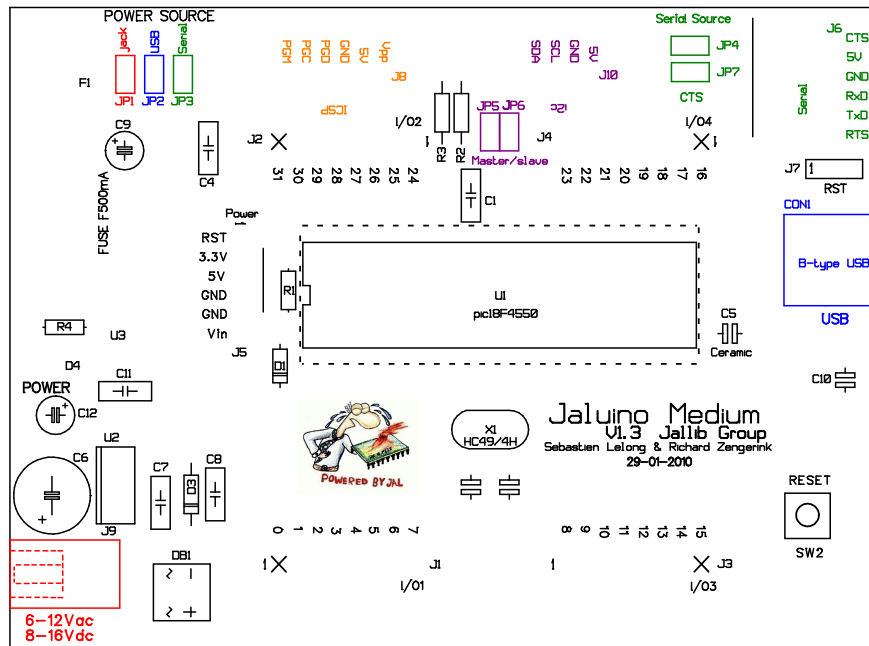 POWER SOURCE
Jack
USB
Serial
JP1
JP2
JP3
F1
PGM
PGC
PGD
GND
5V
Vpp
J8
ICSP
SDA
SCL
GND
5V
J10
i2c
Serial Source
JP4
JP7
CTS
J6
CTS
5V
GND
RxD
TxD
RTS
Serial
C9
C4
J2
I/O2
1
R3
R2
JP5
JP6
Master/slave
J4
I/O4
1
31
30
29
28
27
26
25
24
23
22
21
20
19
18
17
16
J7
1
RST
FUSE F500mA
Power
1
RST
3.3V
5V
GND
GND
Vin
J5
C1
R1
U1
pic18F4550
CON1
B-type USB
USB
C5
Ceramic
C10
R4
U3
D4
C11
POWER
C12
D1
X1
HC49/4H
Jaluino Medium
V1.3 Jallib Group
Sebastien Lelong & Richard Zengerink
29-01-2010
POWERED BY JAL
U2
C6
C7
D3
C8
J9
RESET
SW2
0
1
2
3
4
5
6
7
8
9
10
11
12
13
14
15
1
J1
I/O1
1
J3
I/O3
DB1
~
−
~
+
6-12Vac
8-16Vdc